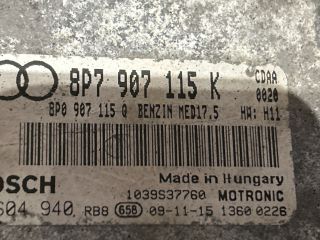 8P7 907 115 K
CDAA
0020
8P0 907 115 Q BENZIN MED17.5 HW: H11
Made in Hungary
OSCH
1039S37760 MOTRONIC
S04 940 RB8 658 09-11-15 1360 0226